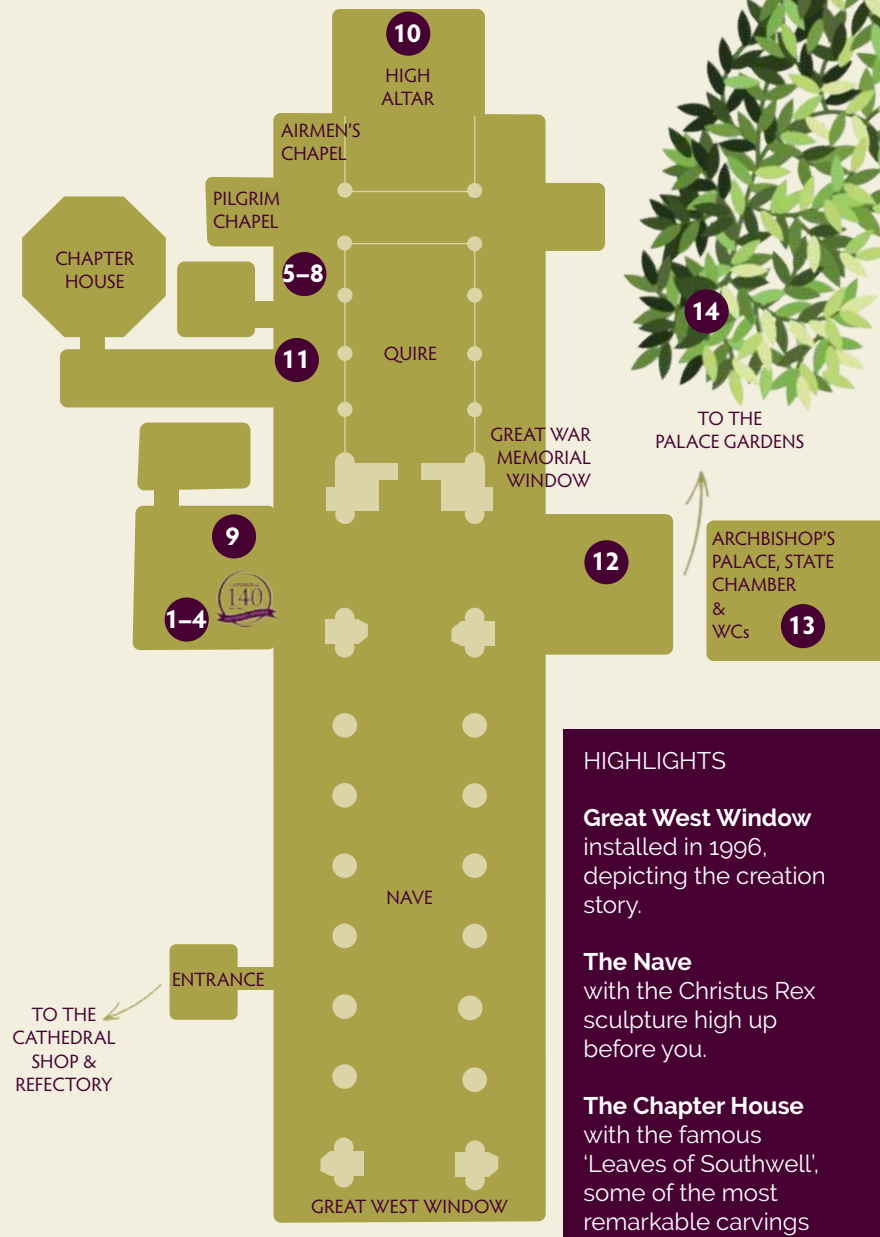 10
HIGH
ALTAR
AIRMEN'S
CHAPEL
PILGRIM
CHAPEL
CHAPTER
HOUSE
5–8
14
11
QUIRE
TO THE
PALACE GARDENS
GREAT WAR
MEMORIAL
WINDOW
9
12
ARCHBISHOP'S
PALACE, STATE
CHAMBER
&
WCs
13
140
1–4
HIGHLIGHTS
Great West Window
installed in 1996,
depicting the creation
story.
The Nave
with the Christus Rex
sculpture high up
before you.
The Chapter House
with the famous
‘Leaves of Southwell’,
some of the most
remarkable carvings
NAVE
ENTRANCE
TO THE
CATHEDRAL
SHOP &
REFECTORY
GREAT WEST WINDOW